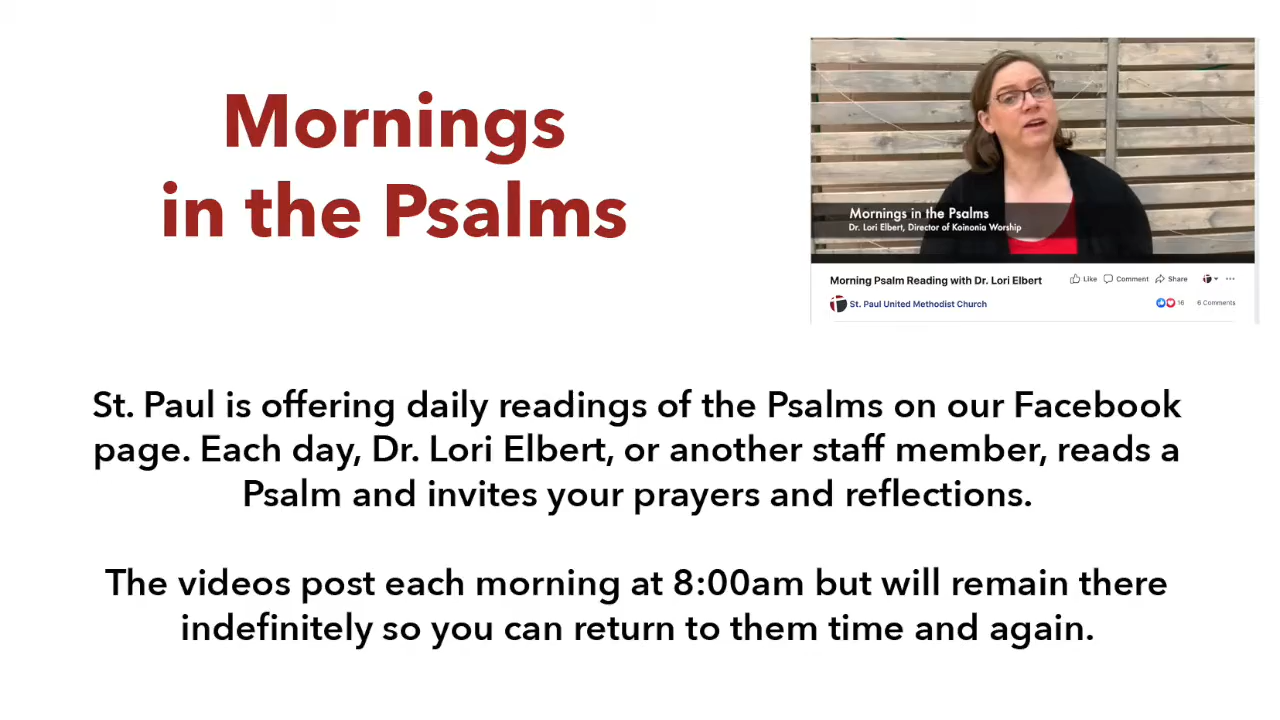 Mornings
in the Psalms
Mornings in the Psalms
Dr. Lori Elbert, Director of Koinonia Worship
Morning Psalm Reading with Dr. Lori Elbert
Like Comment Share
St. Paul United Methodist Church
16 6 Comments
St. Paul is offering daily readings of the Psalms on our Facebook
page. Each day, Dr. Lori Elbert, or another staff member, reads a
Psalm and invites your prayers and reflections.
The videos post each morning at 8:00am but will remain there
indefinitely so you can return to them time and again.